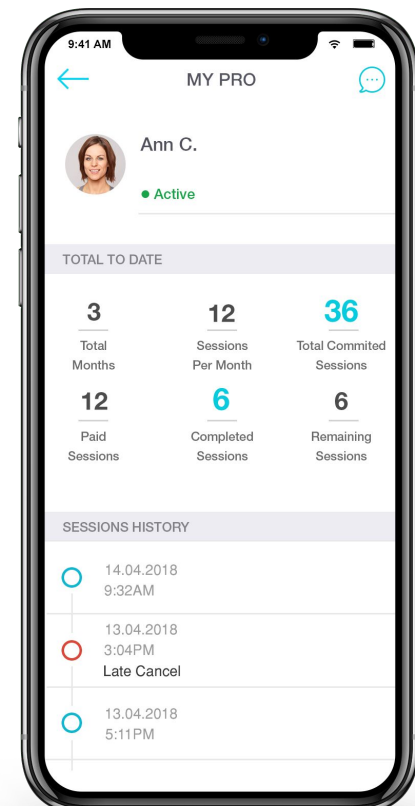 9:41 AM
MY PRO
Ann C.
Active
TOTAL TO DATE
3
Total
Months
12
Sessions
Per Month
36
Total Commited
Sessions
12
Paid
Sessions
6
Completed
Sessions
6
Remaining
Sessions
SESSIONS HISTORY
14.04.2018
9:32AM
13.04.2018
3:04PM
Late Cancel
13.04.2018
5:11PM